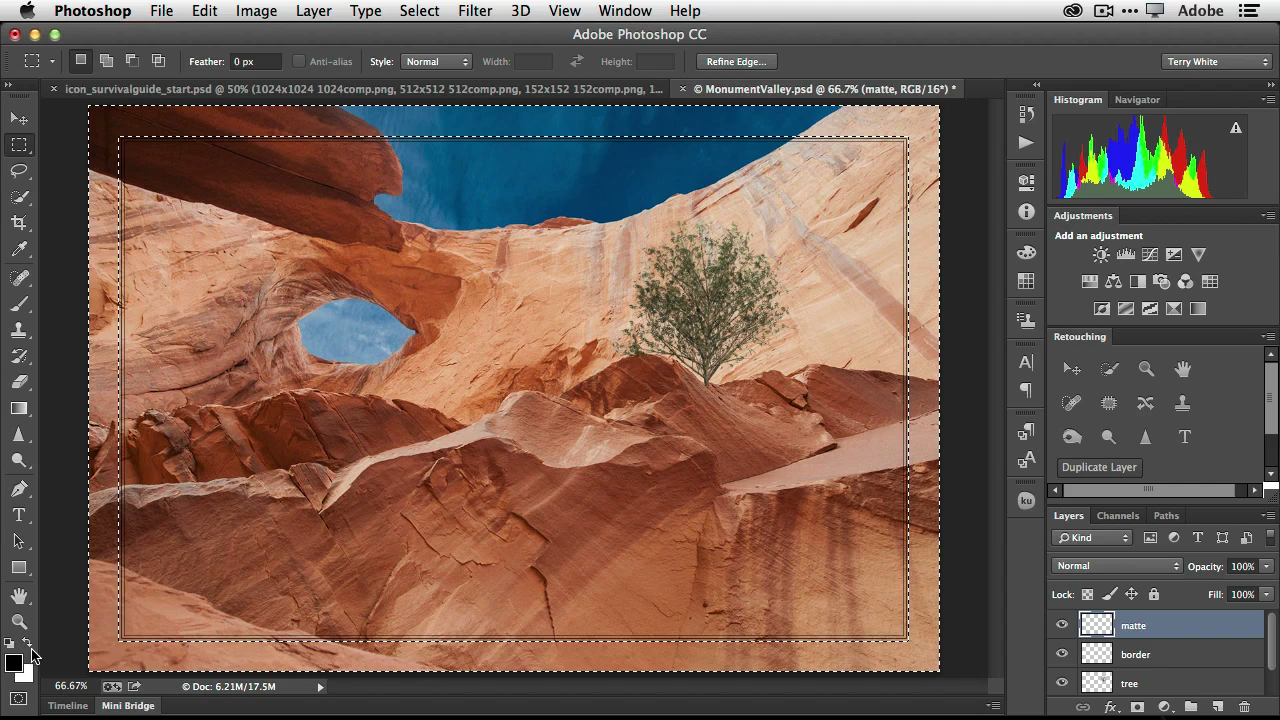 Photoshop File Edit Image Layer Type Select Filter 3D View Window Help Adobe
Adobe Photoshop CC
Feather: 0 px Anti-alias Style: Normal Width: Height: Refine Edge... Terry White
× icon_survivalguide_start.psd @ 50% (1024x1024 1024comp.png, 512x512 512comp.png, 152x152 152comp.png, 1... × © MonumentValley.psd @ 66.7% (matte, RGB/16*) *
Histogram Navigator
Adjustments
Add an adjustment
Retouching
Duplicate Layer
Layers Channels Paths
Kind
Normal Opacity: 100%
Lock: Fill: 100%
matte
border
tree
66.67% © Doc: 6.21M/17.5M
Timeline Mini Bridge